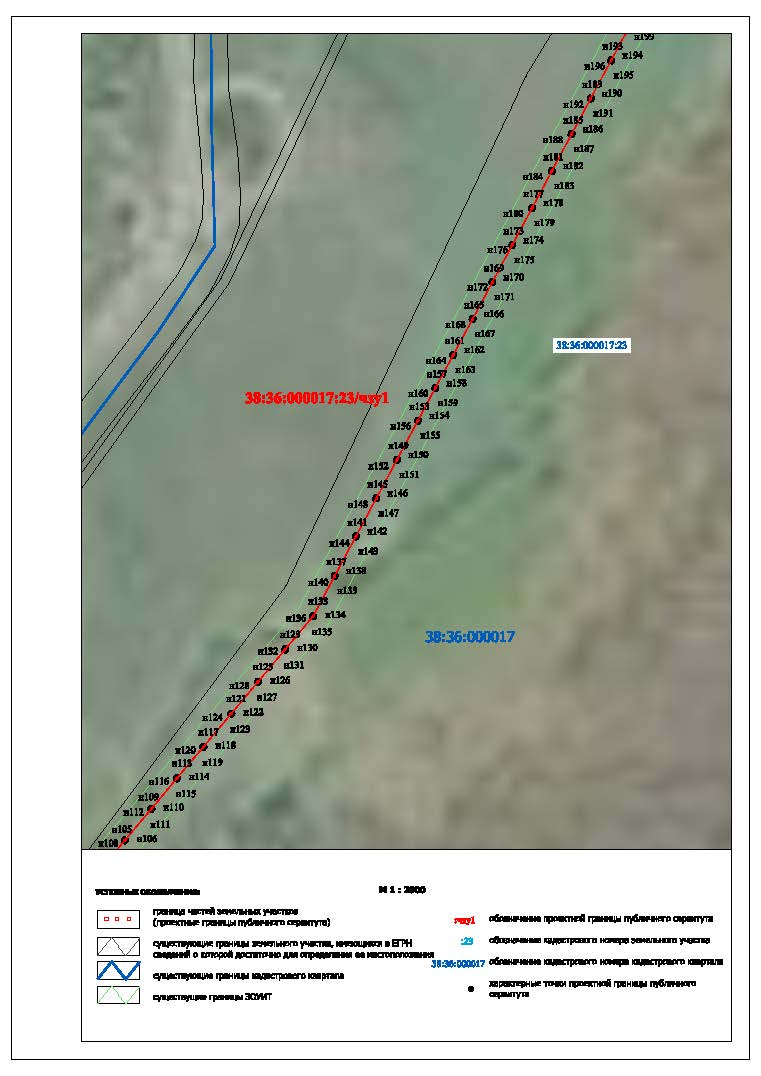 н199
н193
н194
н196
н195
н189
н190
н192
н191
н185
н186
н188
н187
н181
н182
н184
н183
н177
н178
н180
н179
н173
н174
н176
н175
н169
н170
н172
н171
н165
н166
н168
н167
38:36:000017:23
н161
н162
н164
н163
н157
н158
н160
38:36:000017:23/чзу1
н159
н153
н154
н156
н155
н149
н150
н152
н151
н145
н146
н148
н147
н141
н142
н144
н143
н137
н138
н140
н139
н133
н134
н136
н135
38:36:000017
н129
н130
н132
н131
н125
н126
н128
н127
н121
н122
н124
н123
н117
н118
н120
н119
н113
н114
н116
н115
н109
н110
н112
н111
н105
н106
н108
Условные обозначения:
М 1 : 2000
граница частей земельных участков
(проектные границы публичного сервитута)
существующие границы земельного участка, имеющиеся в ЕГРН
сведений о которой достаточно для определения ее местоположения
существующие границы кадастрового квартала
существущие границы ЗОУИТ
:чзу1 обозначение проектной границы публичного сервитута
:23 обозначение кадастрового номера земельного участка
38:36:000017 обозначение кадастрового номера кадастрового квартала
характерные точки проектной границы публичного
сервитута